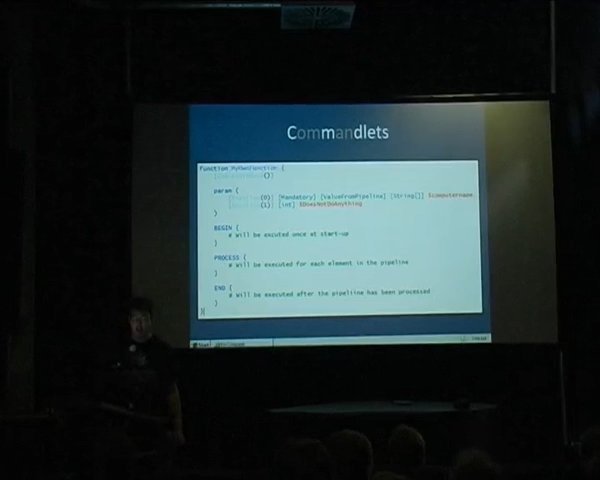 Commandlets
Function MyOwnFunction {
param {
(0)] [Mandatory] [ValueFromPipeline] [String[]] $computername
(1)] [int] $DoesNotDoAnything
}
BEGIN {
# will be excuted once at start-up
}
PROCESS {
# will be executed for each element in the pipeline
}
END {
# will be executed after the pipeliine has been processed
}
}